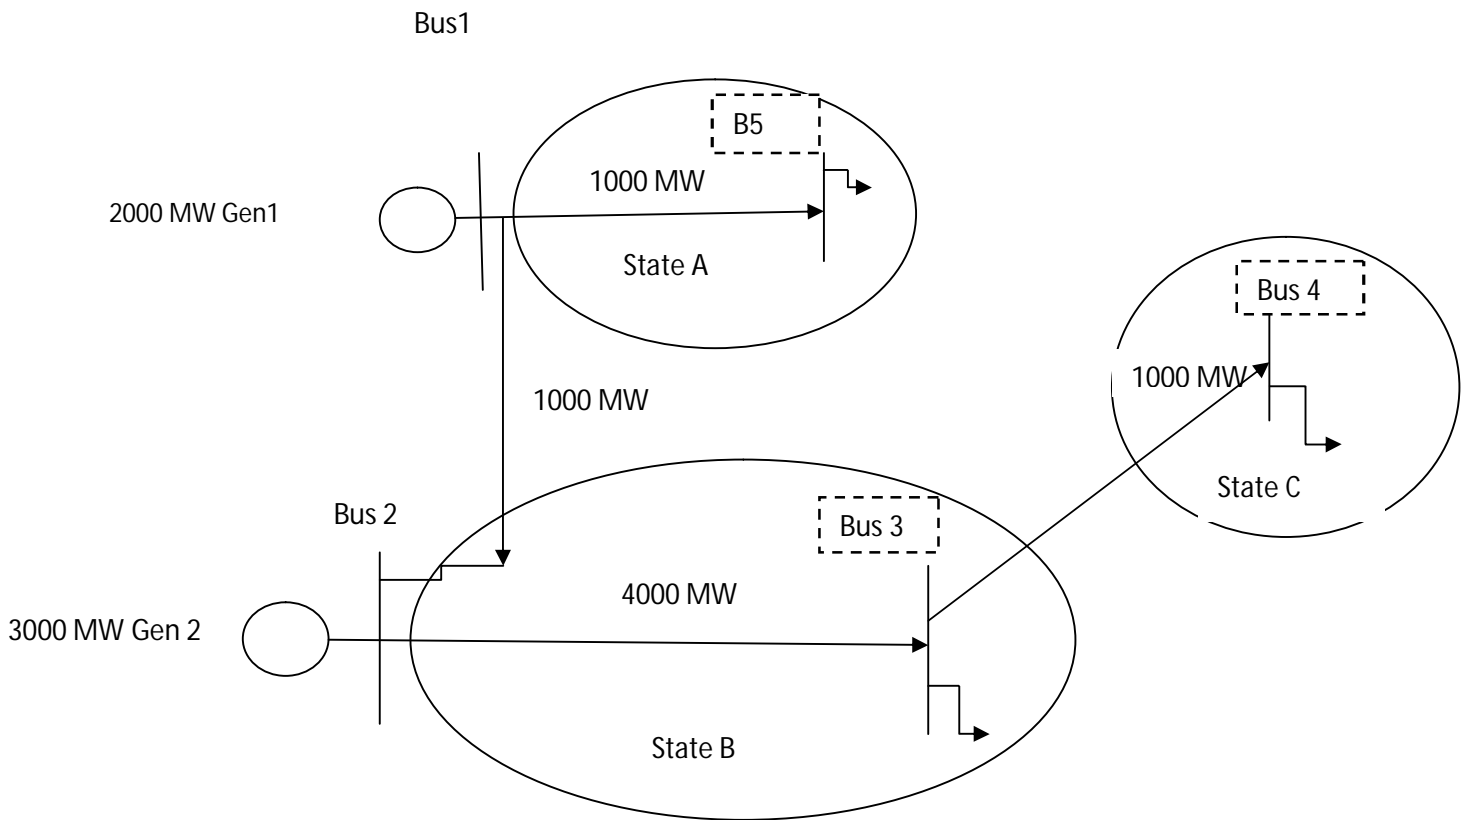 Bus1
B5
1000 MW
2000 MW Gen1
State A
Bus 4
1000 MW
1000 MW
State C
Bus 2
Bus 3
4000 MW
3000 MW Gen 2
State B